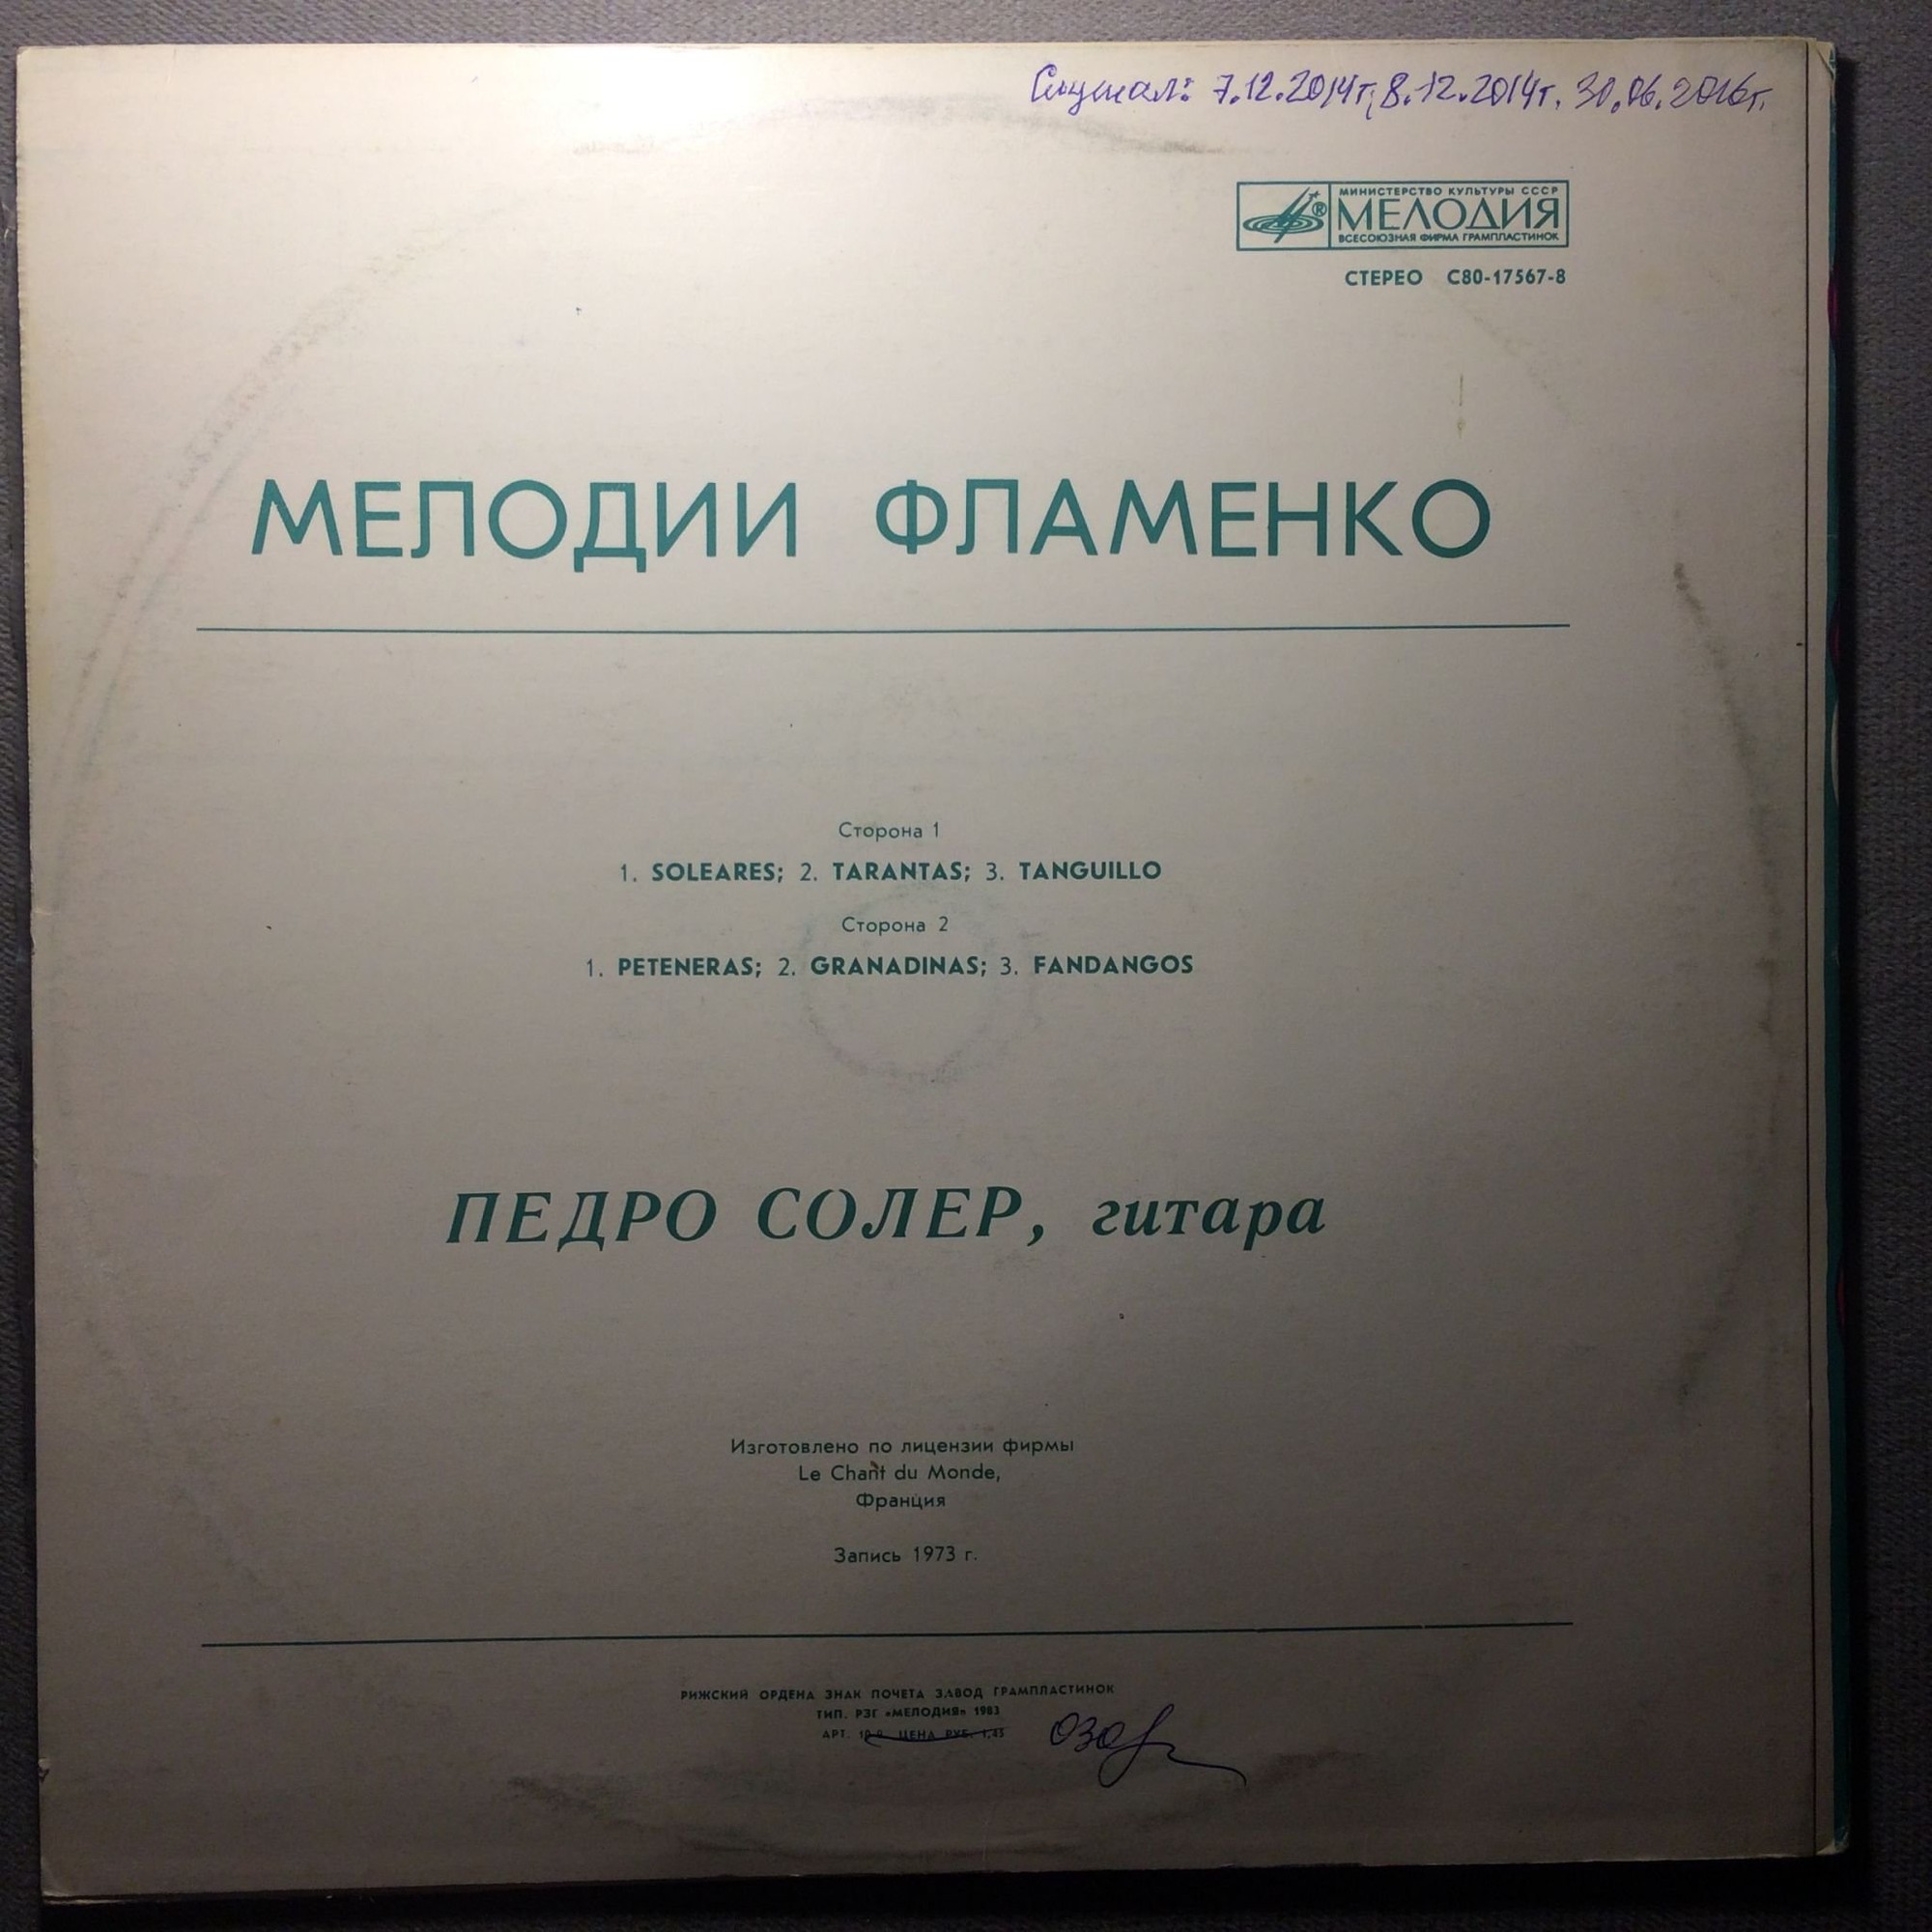 Слушал: 7.12.2014г, 8.12.2014г. 30.06.2016г.
МИНИСТЕРСТВО КУЛЬТУРЫ СССР
МЕЛОДИЯ
ВСЕСОЮЗНАЯ ФИРМА ГРАМПЛАСТИНОК
СТЕРЕО С80-17567-8
МЕЛОДИИ ФЛАМЕНКО
Сторона 1
1. SOLEARES; 2. TARANTAS; 3. TANGUILLO
Сторона 2
1. PETENERAS; 2. GRANADINAS; 3. FANDANGOS
ПЕДРО СОЛЕР, гитара
Изготовлено по лицензии фирмы
Le Chant du Monde,
Франция
Запись 1973 г.
РИЖСКИЙ ОРДЕНА ЗНАК ПОЧЕТА ЗАВОД ГРАМПЛАСТИНОК
ТИП. РЗГ «МЕЛОДИЯ» 1983
АРТ. ЦЕНА РУБ. 1,45